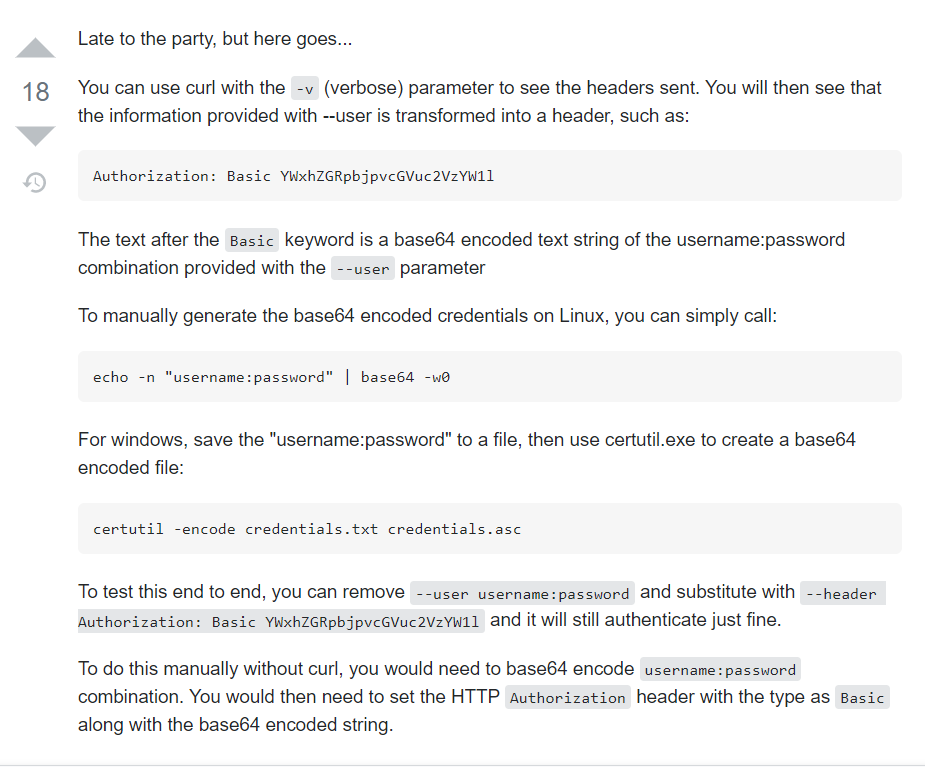 Late to the party, but here goes...
18
You can use curl with the -v (verbose) parameter to see the headers sent. You will then see that
the information provided with --user is transformed into a header, such as:
Authorization: Basic YWxhZGRpbjpvcGVuc2VzYW1l
The text after the Basic keyword is a base64 encoded text string of the username:password
combination provided with the --user parameter
To manually generate the base64 encoded credentials on Linux, you can simply call:
echo -n "username:password" | base64 -w0
For windows, save the "username:password" to a file, then use certutil.exe to create a base64
encoded file:
certutil -encode credentials.txt credentials.asc
To test this end to end, you can remove --user username:password and substitute with --header
Authorization: Basic YWxhZGRpbjpvcGVuc2VzYW1l and it will still authenticate just fine.
To do this manually without curl, you would need to base64 encode username:password
combination. You would then need to set the HTTP Authorization header with the type as Basic
along with the base64 encoded string.